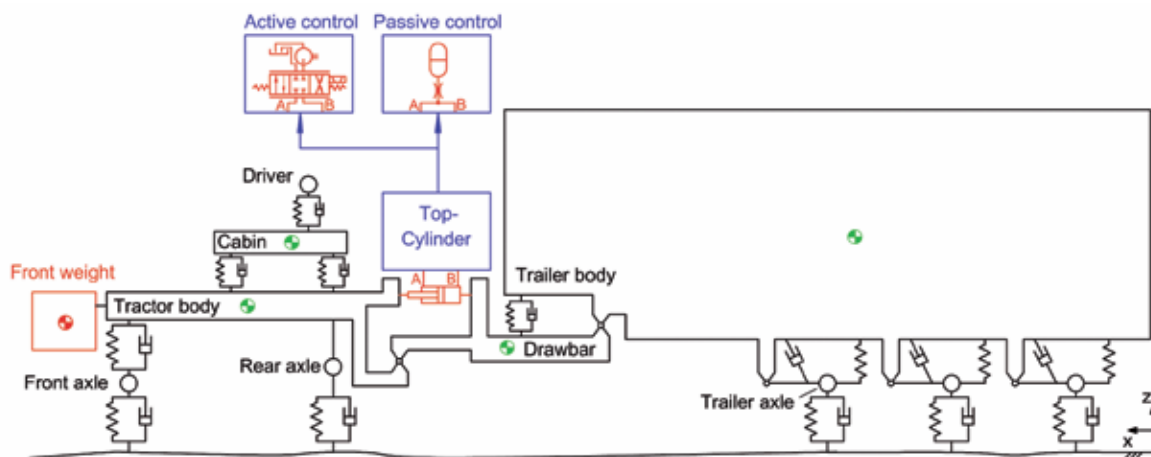 Active control
Passive control
A B
A B
Driver
Top-
Cylinder
Cabin
A B
Trailer body
Front weight
Tractor body
Drawbar
Rear axle
Front axle
Trailer axle
z
x